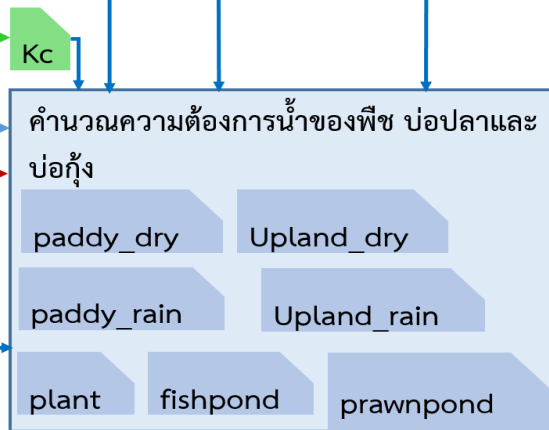 Kc
คำนวณความต้องการน้ำของพืช บ่อปลาและ
บ่อกุ้ง
paddy_dry Upland_dry
paddy_rain Upland_rain
plant fishpond prawnpond